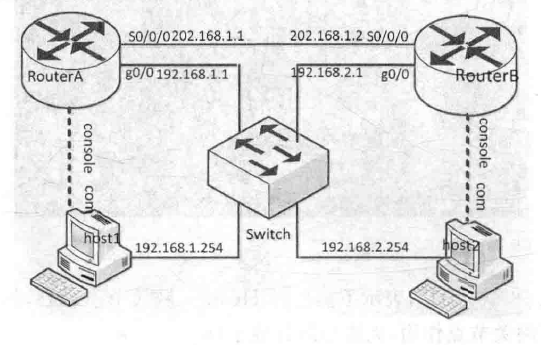 S0/0/0 202.168.1.1
202.168.1.2 S0/0/0
RouterA
RouterB
g0/0 192.168.1.1
192.168.2.1 g0/0
console
console
com
com
host1
Switch
host2
192.168.1.254
192.168.2.254